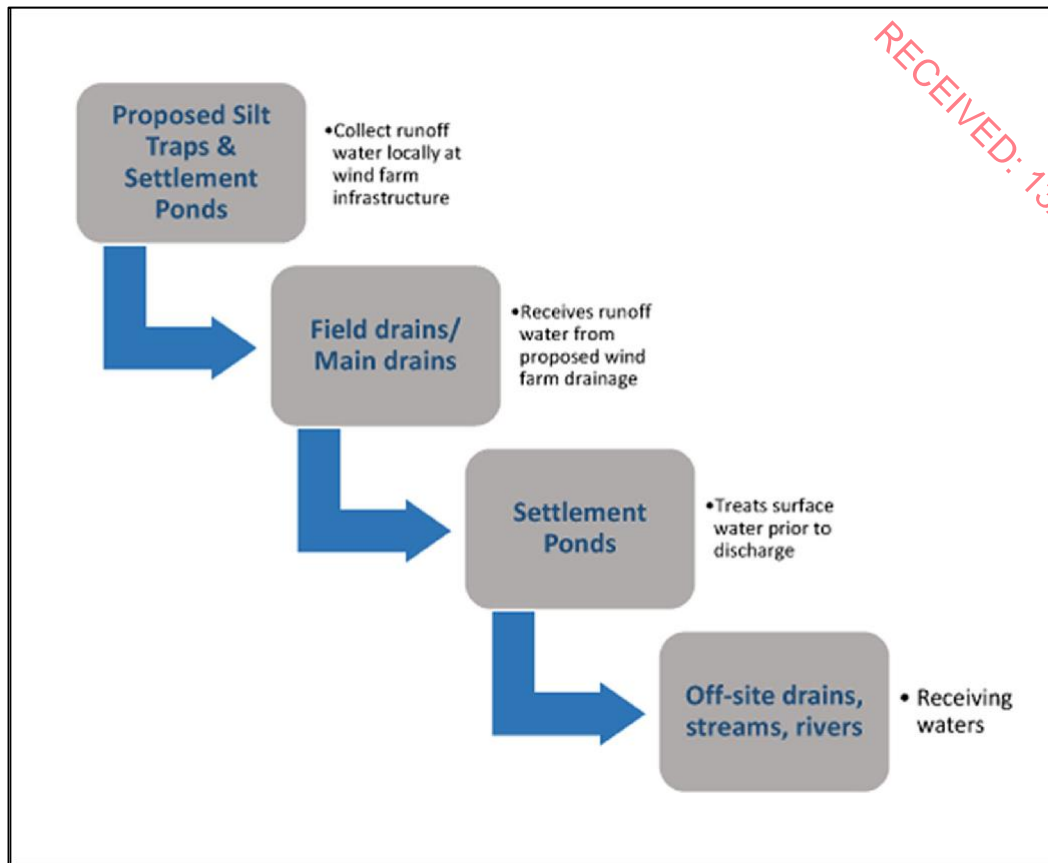 RECEIVED: 13
Proposed Silt
Traps &
Settlement
Ponds
•Collect runoff
water locally at
wind farm
infrastructure
Field drains/
Main drains
•Receives runoff
water from
proposed wind
farm drainage
Settlement
Ponds
•Treats surface
water prior to
discharge
Off-site drains,
streams, rivers
• Receiving
waters